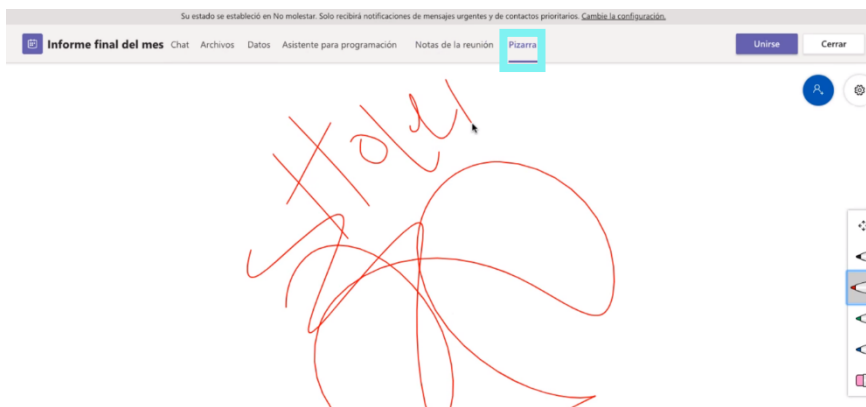 Su estado se estableció en No molestar. Solo recibirá notificaciones de mensajes urgentes y de contactos prioritarios. Cambie la configuración.
Informe final del mes Chat Archivos Datos Asistente para programación Notas de la reunión Pizarra Unirse Cerrar
Hola